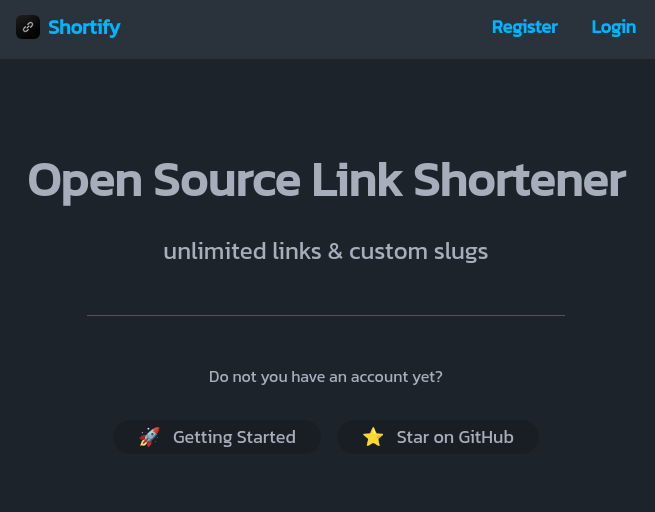 Shortify
Register
Login
Open Source Link Shortener
unlimited links & custom slugs
Do not you have an account yet?
🚀 Getting Started
⭐ Star on GitHub